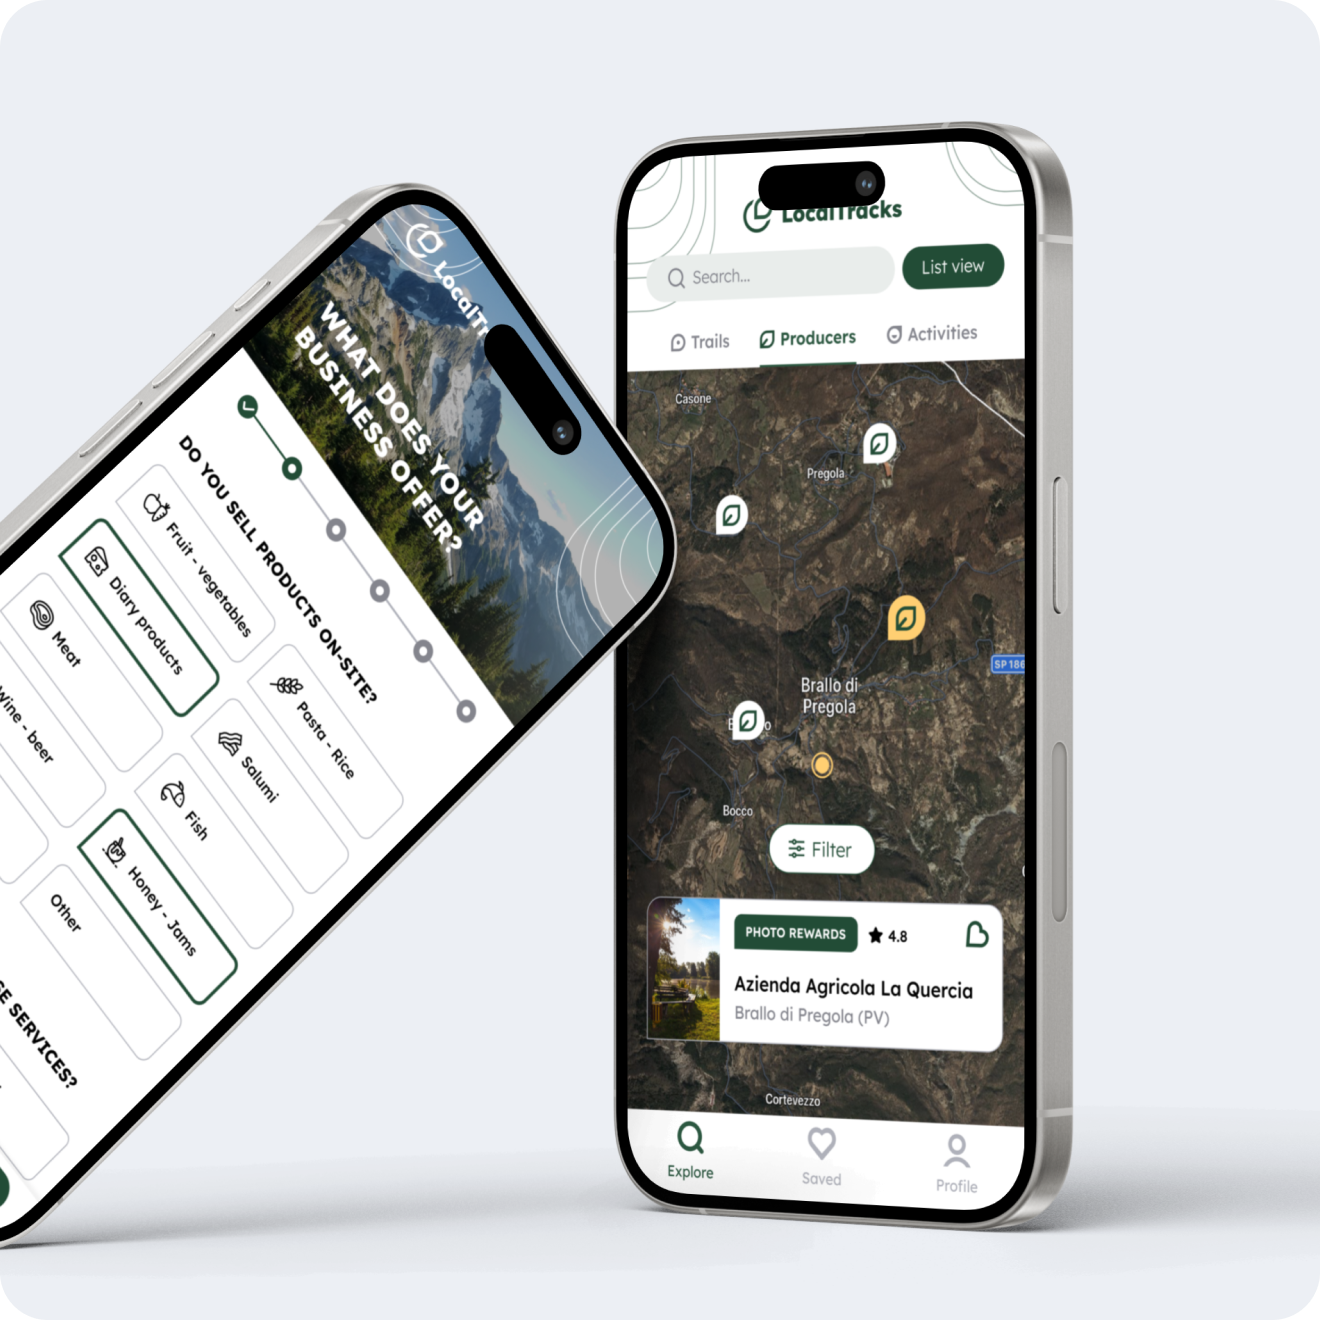 LocalTr
WHAT DOES YOUR
BUSINESS OFFER?
DO YOU SELL PRODUCTS ON-SITE?
Fruit - vegetables
Pasta - Rice
Diary products
Salumi
Meat
Fish
Wine - beer
Honey - Jams
Other
SE SERVICES?
LocalTracks
Search...
List view
Trails
Producers
Activities
Casone
Pregola
SP 186
Brallo di
Pregola
Bocco
Filter
PHOTO REWARDS
4.8
Azienda Agricola La Quercia
Brallo di Pregola (PV)
Cortevezzo
Explore
Saved
Profile